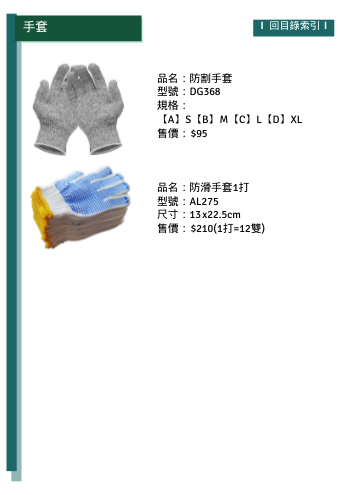 手套
I 回目錄索引 I
品名：防割手套
型號：DG368
規格：
【A】S【B】M【C】L【D】XL
售價：$95
品名：防滑手套1打
型號：AL275
尺寸：13x22.5cm
售價：$210(1打=12雙)